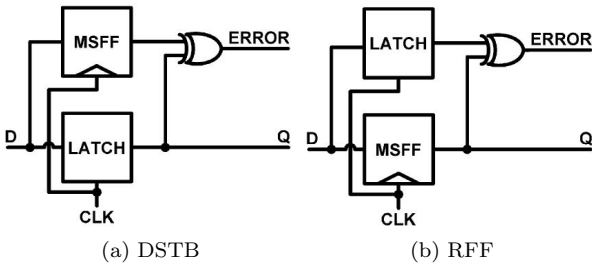 MSFF
ERROR
D
LATCH
Q
CLK
(a) DSTB
LATCH
ERROR
D
MSFF
Q
CLK
(b) RFF